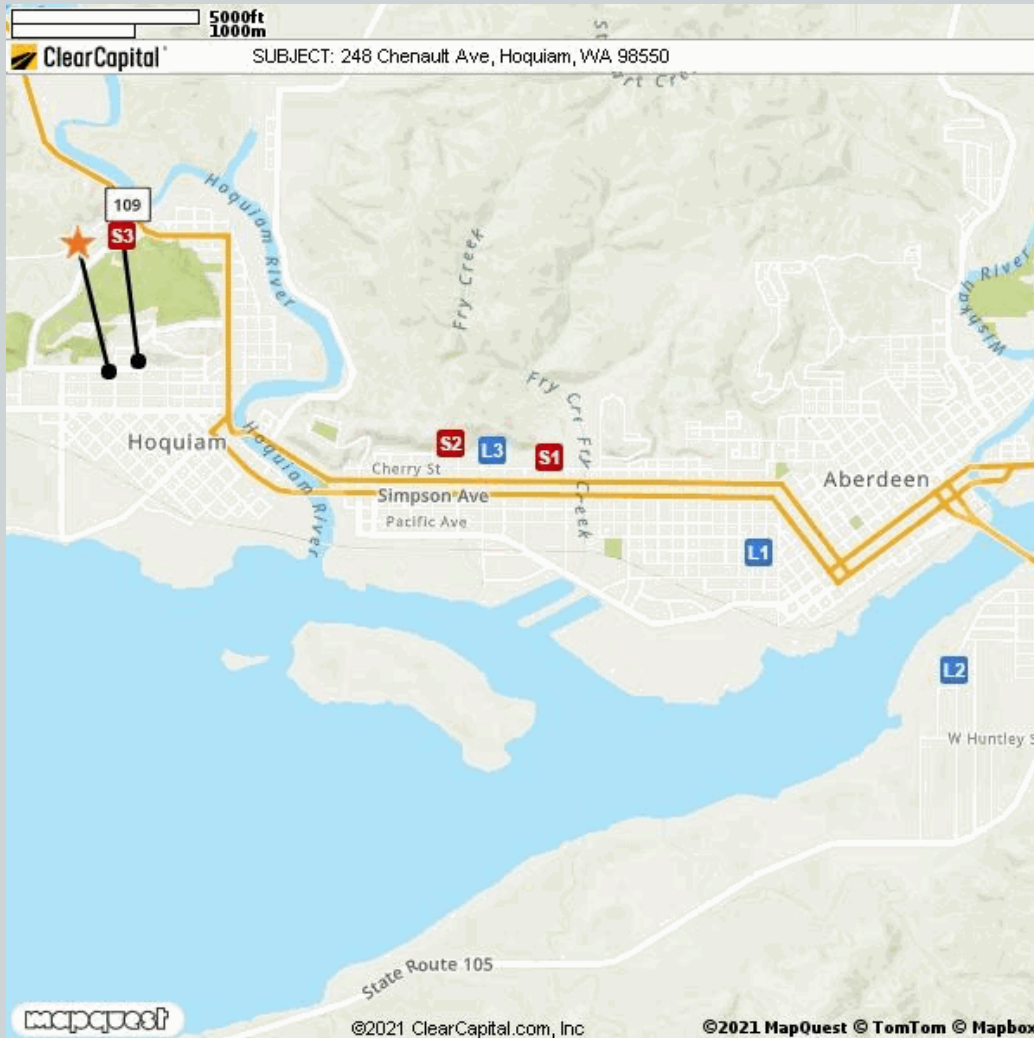 5000ft
1000m
ClearCapital
SUBJECT: 248 Chenault Ave, Hoquiam, WA 98550
109
S3
Hoquiam River
Fry Creek
Wishkah River
Fry Cre
Fry Creek
Hoquiam
Hoquiam River
S2
L3
S1
Cherry St
Simpson Ave
Pacific Ave
Aberdeen
L1
L2
W Huntley S
State Route 105
mapquest
©2021 ClearCapital.com, Inc
©2021 MapQuest © TomTom © Mapbox